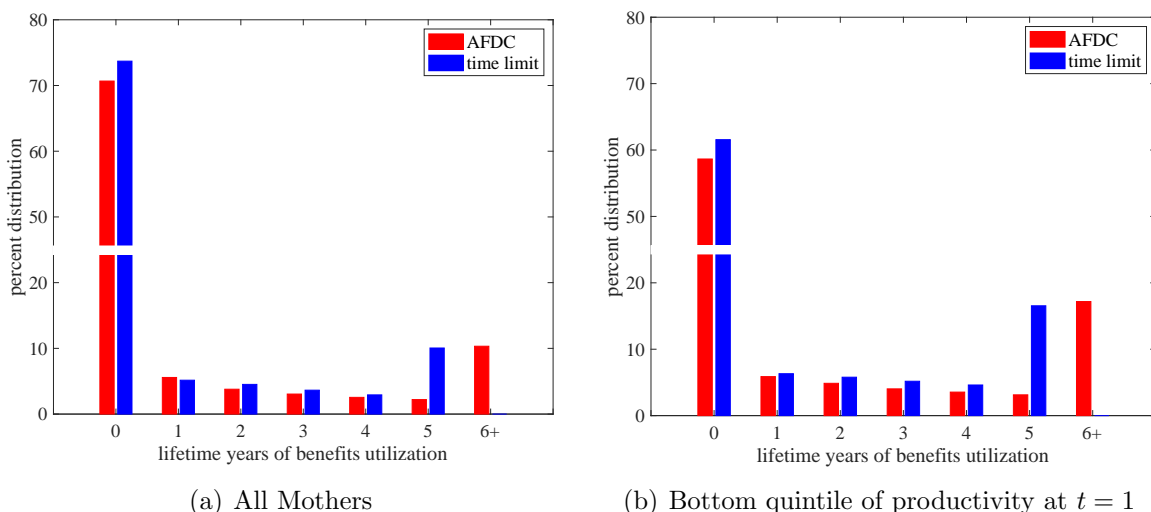 80
70
60
50
20
10
0
percent distribution
AFDC
time limit
0 1 2 3 4 5 6+
lifetime years of benefits utilization
(a) All Mothers
80
70
60
50
20
10
0
percent distribution
AFDC
time limit
0 1 2 3 4 5 6+
lifetime years of benefits utilization
(b) Bottom quintile of productivity at t = 1